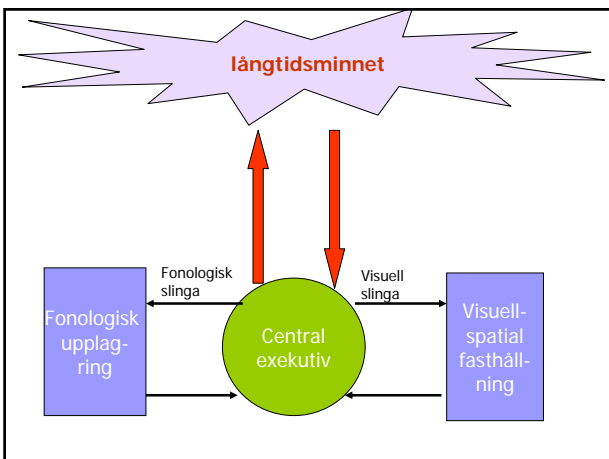 långtidsminnet
Fonologisk
slinga
Visuell
slinga
Fonologisk
upplag-
ring
Central
exekutiv
Visuell-
spatial
fasthåll-
ning